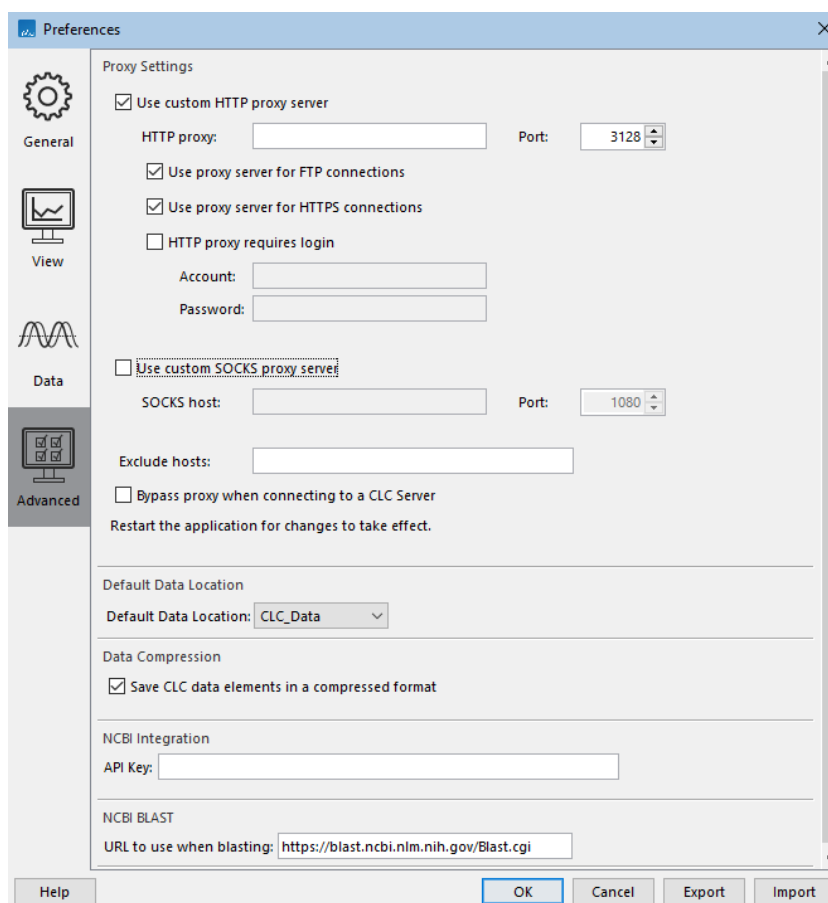 Preferences
General
View
Data
Advanced
Proxy Settings
Use custom HTTP proxy server
HTTP proxy: Port: 3128
Use proxy server for FTP connections
Use proxy server for HTTPS connections
HTTP proxy requires login
Account:
Password:
Use custom SOCKS proxy server
SOCKS host: Port: 1080
Exclude hosts:
Bypass proxy when connecting to a CLC Server
Restart the application for changes to take effect.
Default Data Location
Default Data Location: CLC_Data
Data Compression
Save CLC data elements in a compressed format
NCBI Integration
API Key:
NCBI BLAST
URL to use when blasting: https://blast.ncbi.nlm.nih.gov/Blast.cgi
Help OK Cancel Export Import